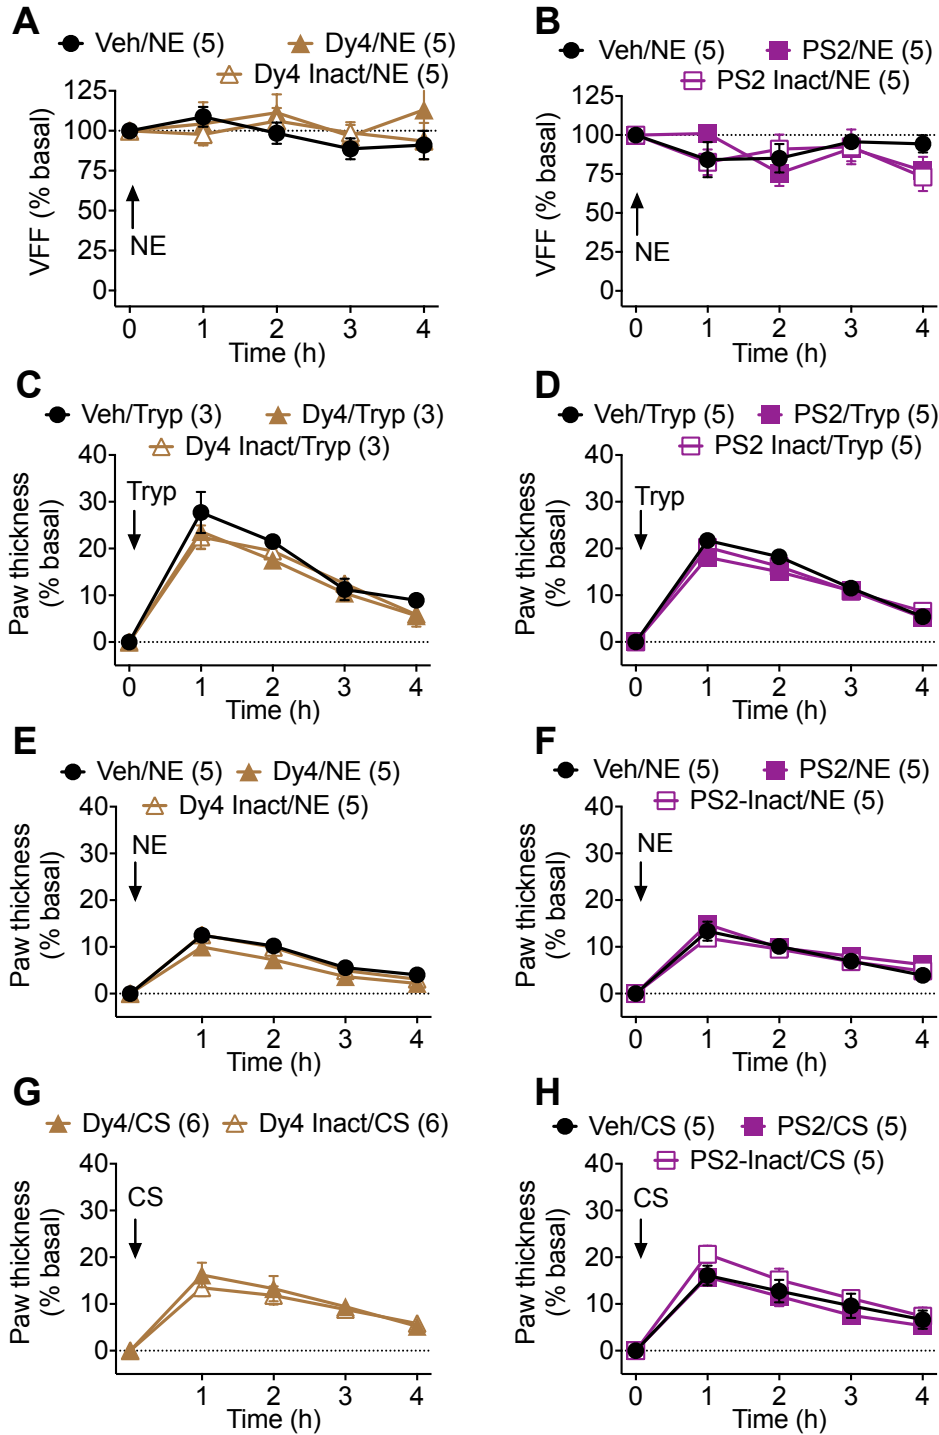 A
Veh/NE (5) Dy4/NE (5)
Dy4 Inact/NE (5)
VFF (% basal)
125
100
75
50
25
0
NE
0 1 2 3 4
Time (h)
B
Veh/NE (5) PS2/NE (5)
PS2 Inact/NE (5)
VFF (% basal)
125
100
75
50
25
0
NE
0 1 2 3 4
Time (h)
C
Veh/Tryp (3) Dy4/Tryp (3)
Dy4 Inact/Tryp (3)
Paw thickness
(% basal)
40
30
20
10
0
Tryp
0 1 2 3 4
Time (h)
D
Veh/Tryp (5) PS2/Tryp (5)
PS2 Inact/Tryp (5)
Paw thickness
(% basal)
40
30
20
10
0
Tryp
0 1 2 3 4
Time (h)
E
Veh/NE (5) Dy4/NE (5)
Dy4 Inact/NE (5)
Paw thickness
(% basal)
40
30
20
10
0
NE
1 2 3 4
Time (h)
F
Veh/NE (5) PS2/NE (5)
PS2-Inact/NE (5)
Paw thickness
(% basal)
40
30
20
10
0
NE
0 1 2 3 4
Time (h)
G
Dy4/CS (6) Dy4 Inact/CS (6)
Paw thickness
(% basal)
40
30
20
10
0
CS
1 2 3 4
Time (h)
H
Veh/CS (5) PS2/CS (5)
PS2-Inact/CS (5)
Paw thickness
(% basal)
40
30
20
10
0
CS
0 1 2 3 4
Time (h)